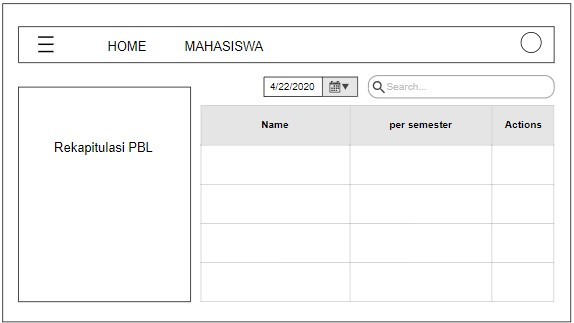 HOME MAHASISWA
4/22/2020 Search...
Rekapitulasi PBL
Name per semester Actions